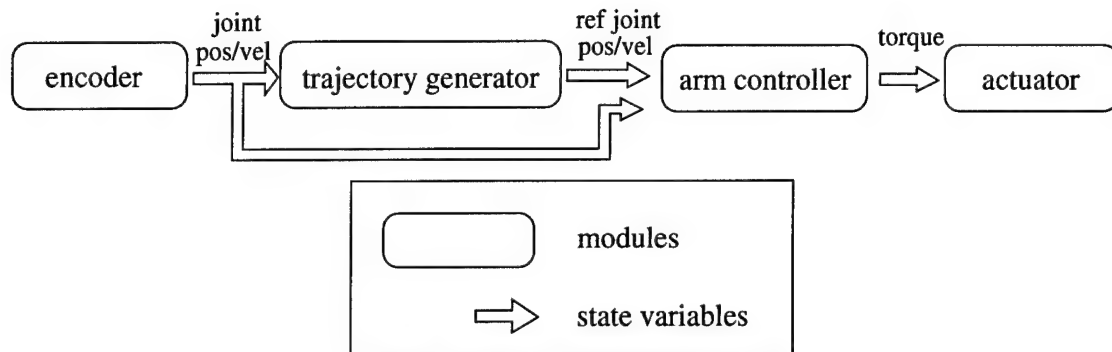 joint
pos/vel
ref joint
pos/vel
torque
encoder
trajectory generator
arm controller
actuator
modules
state variables